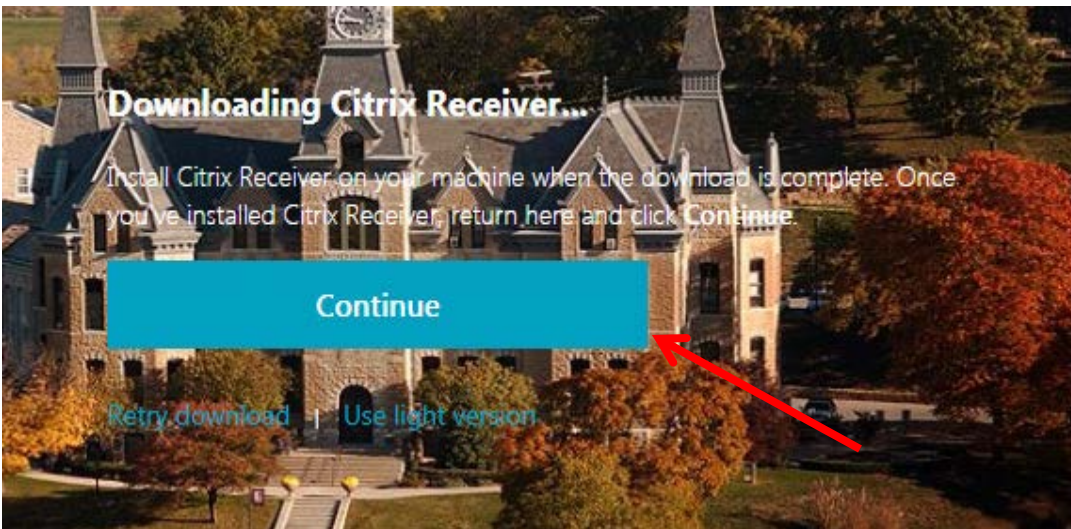 Downloading Citrix Receiver...
Install Citrix Receiver on your machine when the download is complete. Once
you've installed Citrix Receiver, return here and click Continue.
Continue
Retry download | Use light version